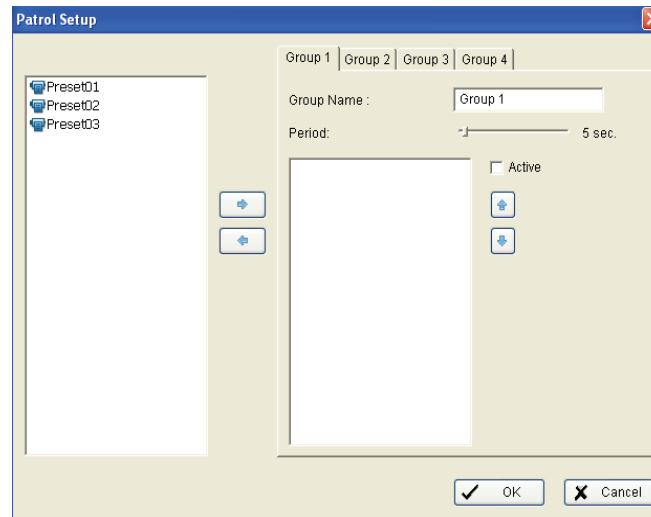 Patrol Setup
Group 1 Group 2 Group 3 Group 4
Preset01
Preset02
Preset03
Group Name : Group 1
Period: 5 sec.
Active
OK Cancel